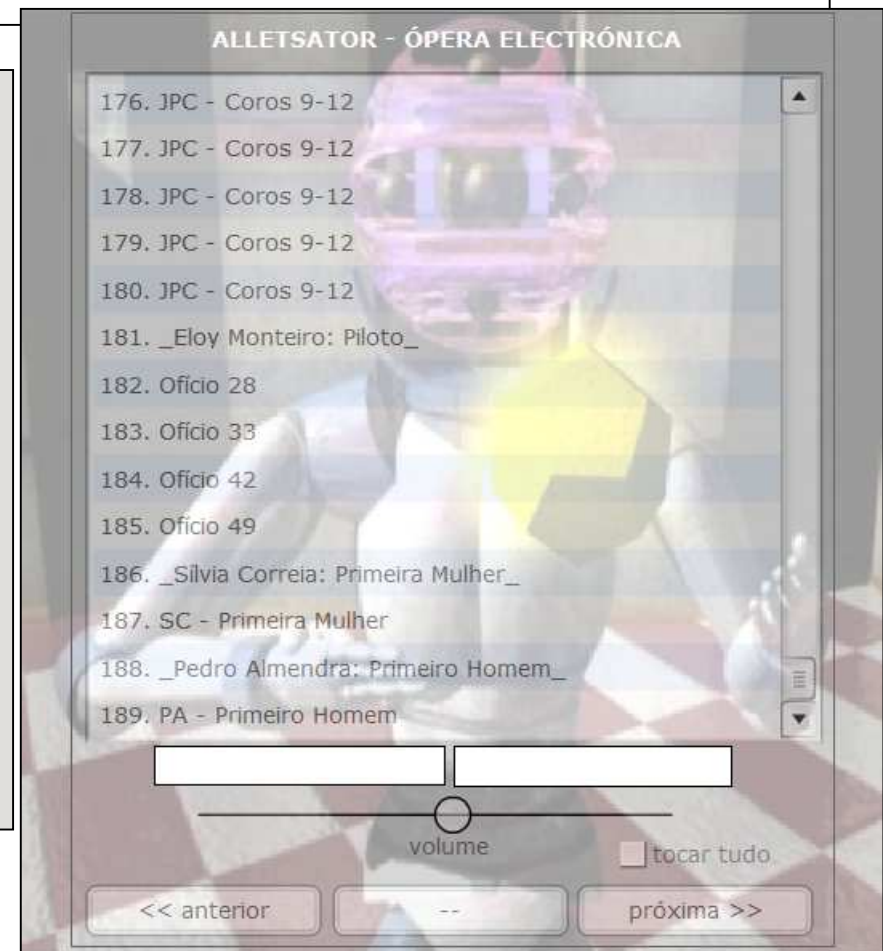 ALLETSATOR - ÓPERA ELECTRÓNICA
176. JPC - Coros 9-12
177. JPC - Coros 9-12
178. JPC - Coros 9-12
179. JPC - Coros 9-12
180. JPC - Coros 9-12
181. _Eloy Monteiro: Piloto_
182. Ofício 28
183. Ofício 33
184. Ofício 42
185. Ofício 49
186. _Sílvia Correia: Primeira Mulher_
187. SC - Primeira Mulher
188. _Pedro Almendra: Primeiro Homem_
189. PA - Primeiro Homem
volume
tocar tudo
<< anterior -- próxima >>